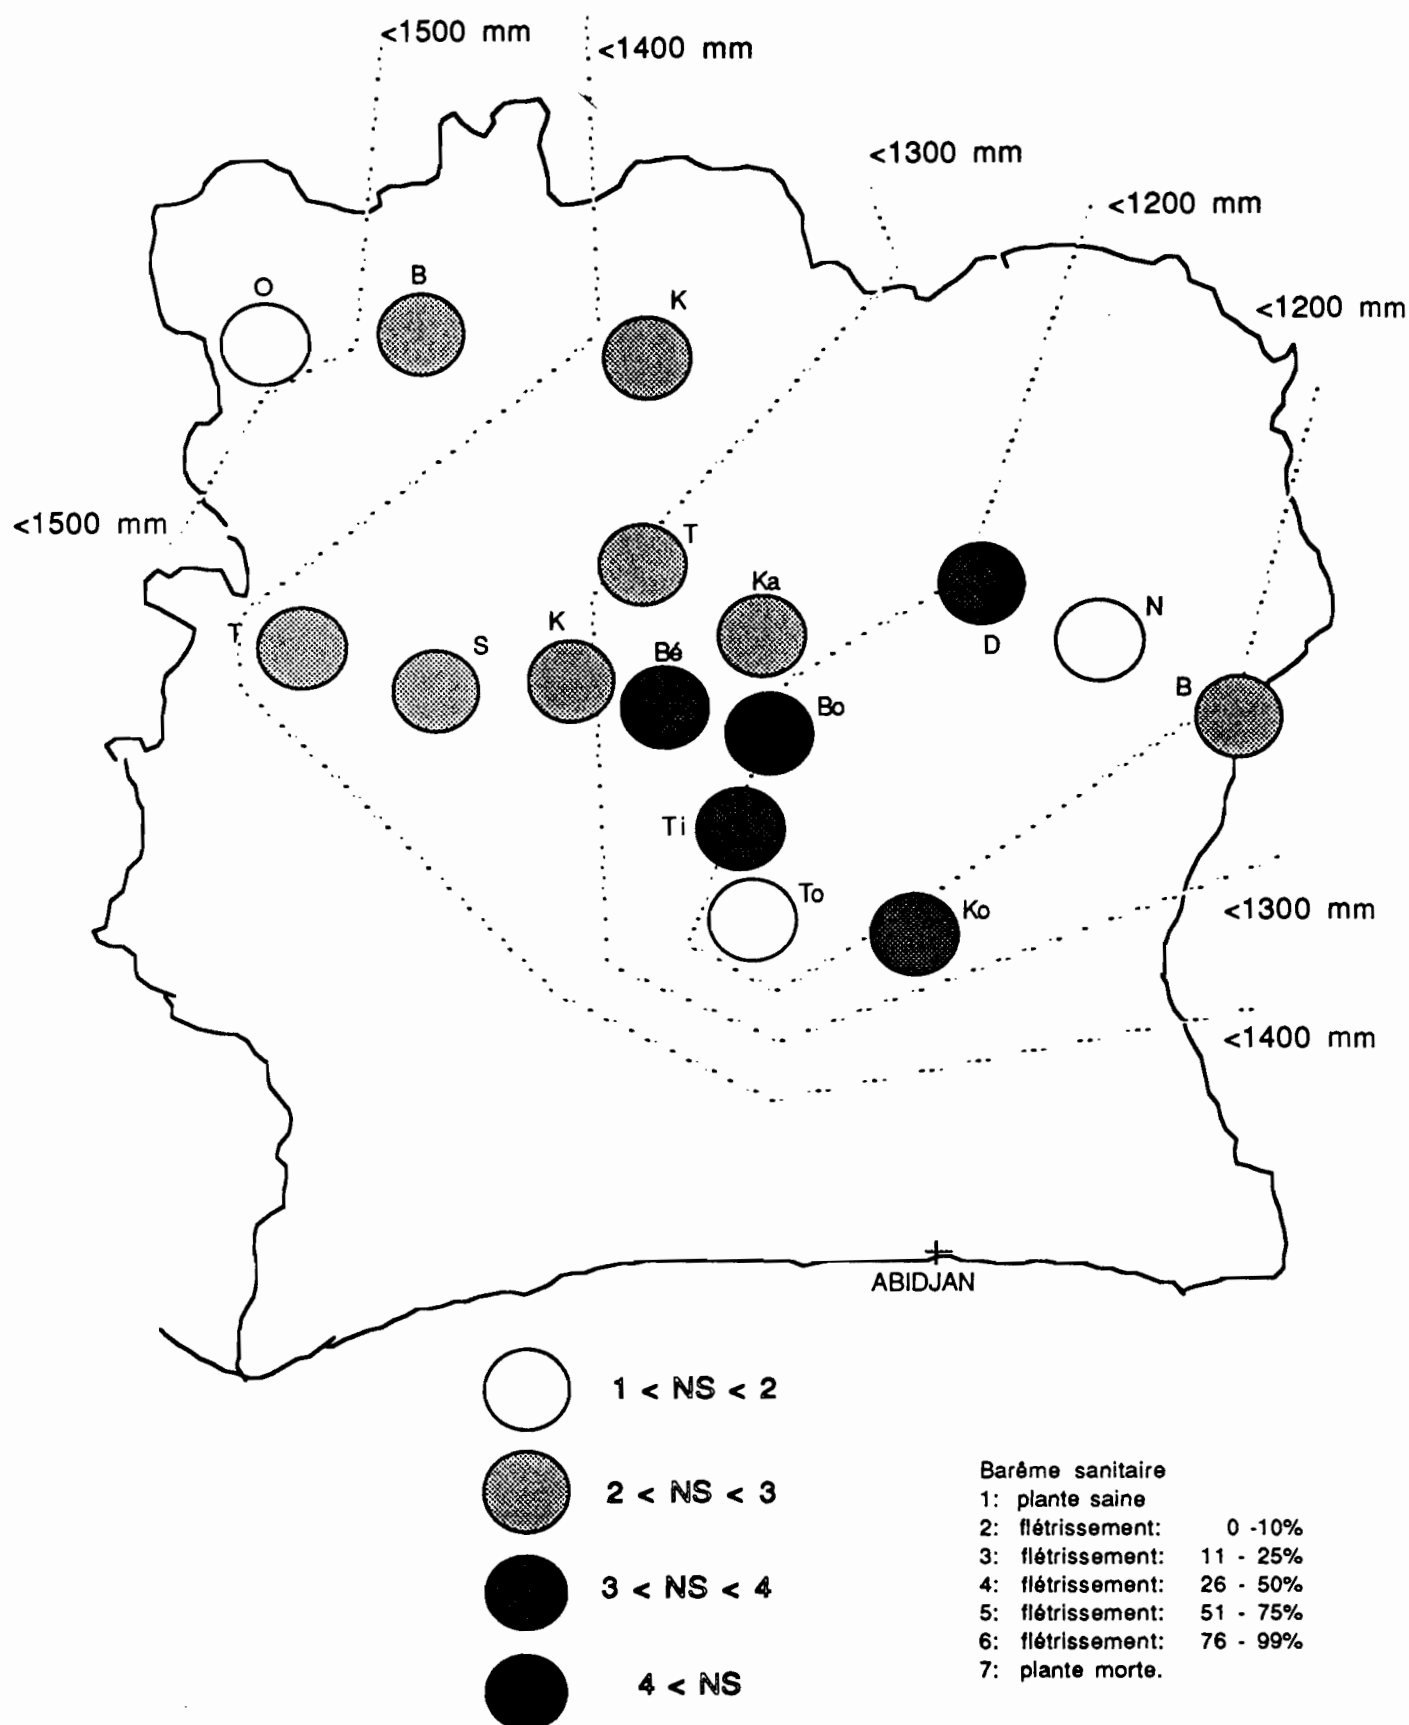 <1500 mm
<1400 mm
<1300 mm
<1200 mm
<1200 mm
O
B
K
<1500 mm
T
Ka
N
T
S
K
Bé
D
B
Bo
Ti
To
Ko
<1300 mm
<1400 mm
ABIDJAN
1 < NS < 2
2 < NS < 3
3 < NS < 4
4 < NS
Barême sanitaire
1: plante saine
2: flétrissement: 0 -10%
3: flétrissement: 11 - 25%
4: flétrissement: 26 - 50%
5: flétrissement: 51 - 75%
6: flétrissement: 76 - 99%
7: plante morte.